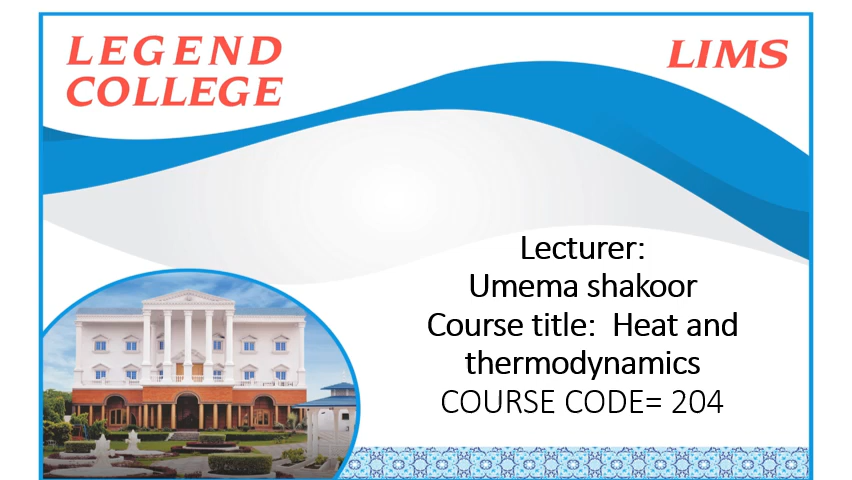 LEGEND
COLLEGE
LIMS
Lecturer:
Umema shakoor
Course title:  Heat and
thermodynamics
COURSE CODE= 204